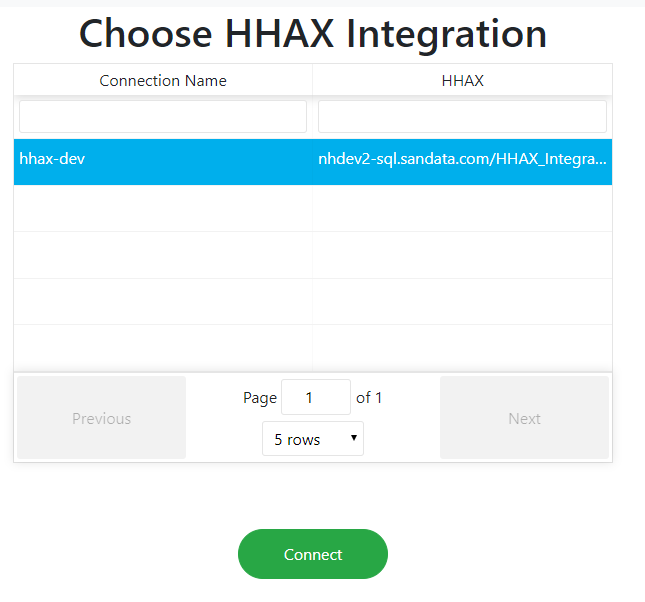 Choose HHAX Integration
Connection Name HHAX
hhax-dev nhdev2-sql.sandata.com/HHAX_Integra...
Previous Page 1 of 1 Next
5 rows
Connect